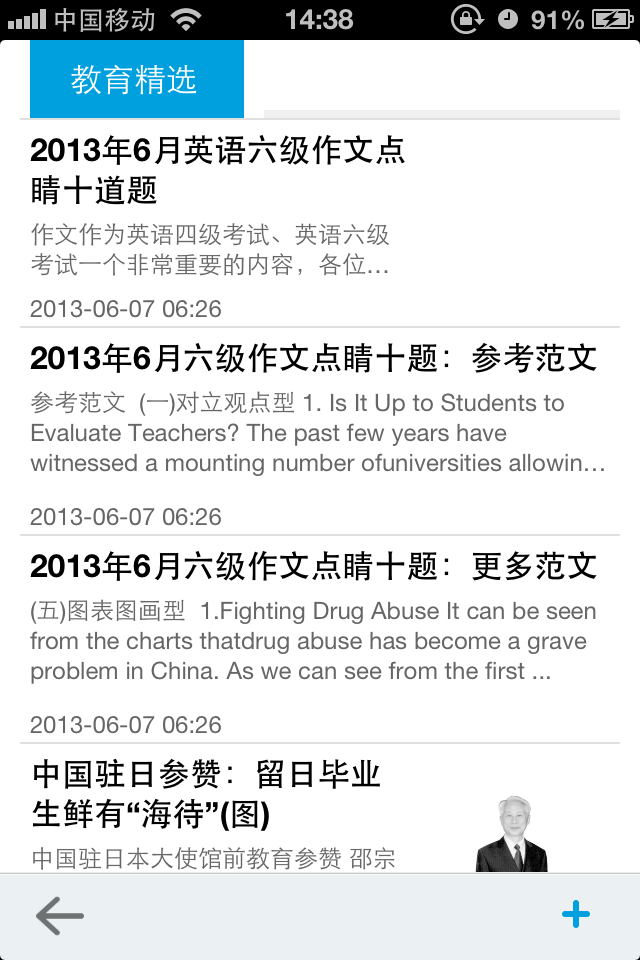 中国移动 14:38 91%
教育精选
2013年6月英语六级作文点
睛十道题
作文作为英语四级考试、英语六级
考试一个非常重要的内容，各位…
2013-06-07 06:26
2013年6月六级作文点睛十题：参考范文
参考范文 (一)对立观点型 1. Is It Up to Students to
Evaluate Teachers? The past few years have
witnessed a mounting number ofuniversities allowin…
2013-06-07 06:26
2013年6月六级作文点睛十题：更多范文
(五)图表图画型 1.Fighting Drug Abuse It can be seen
from the charts thatdrug abuse has become a grave
problem in China. As we can see from the first ...
2013-06-07 06:26
中国驻日参赞：留日毕业
生鲜有“海待”(图)
中国驻日本大使馆前教育参赞 邵宗